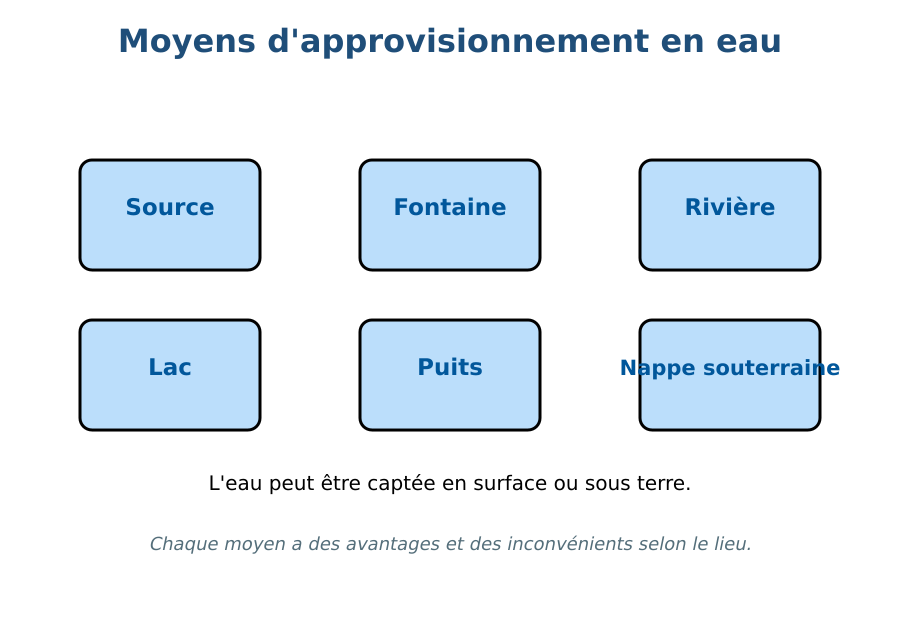 Moyens d'approvisionnement en eau
Source
Fontaine
Rivière
Lac
Puits
Nappe souterraine
L'eau peut être captée en surface ou sous terre.
Chaque moyen a des avantages et des inconvénients selon le lieu.